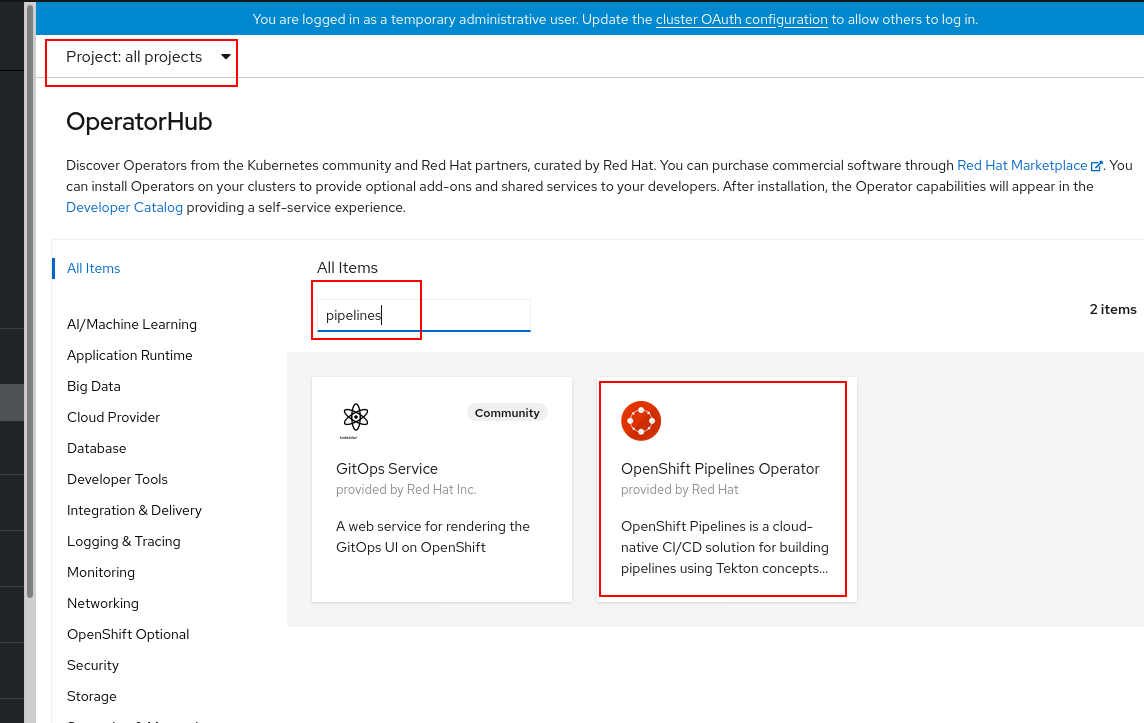 You are logged in as a temporary administrative user. Update the cluster OAuth configuration to allow others to log in.
Project: all projects
OperatorHub
Discover Operators from the Kubernetes community and Red Hat partners, curated by Red Hat. You can purchase commercial software through Red Hat Marketplace. You
can install Operators on your clusters to provide optional add-ons and shared services to your developers. After installation, the Operator capabilities will appear in the
Developer Catalog providing a self-service experience.
All Items
AI/Machine Learning
Application Runtime
Big Data
Cloud Provider
Database
Developer Tools
Integration & Delivery
Logging & Tracing
Monitoring
Networking
OpenShift Optional
Security
Storage
All Items
pipelines
2 items
Community
GitOps Service
provided by Red Hat Inc.
A web service for rendering the
GitOps UI on OpenShift
OpenShift Pipelines Operator
provided by Red Hat
OpenShift Pipelines is a cloud-
native CI/CD solution for building
pipelines using Tekton concepts...